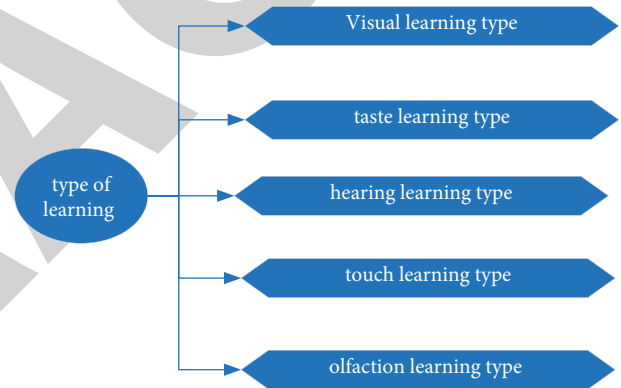 Visual learning type
taste learning type
type of
learning
hearing learning type
touch learning type
olfaction learning type